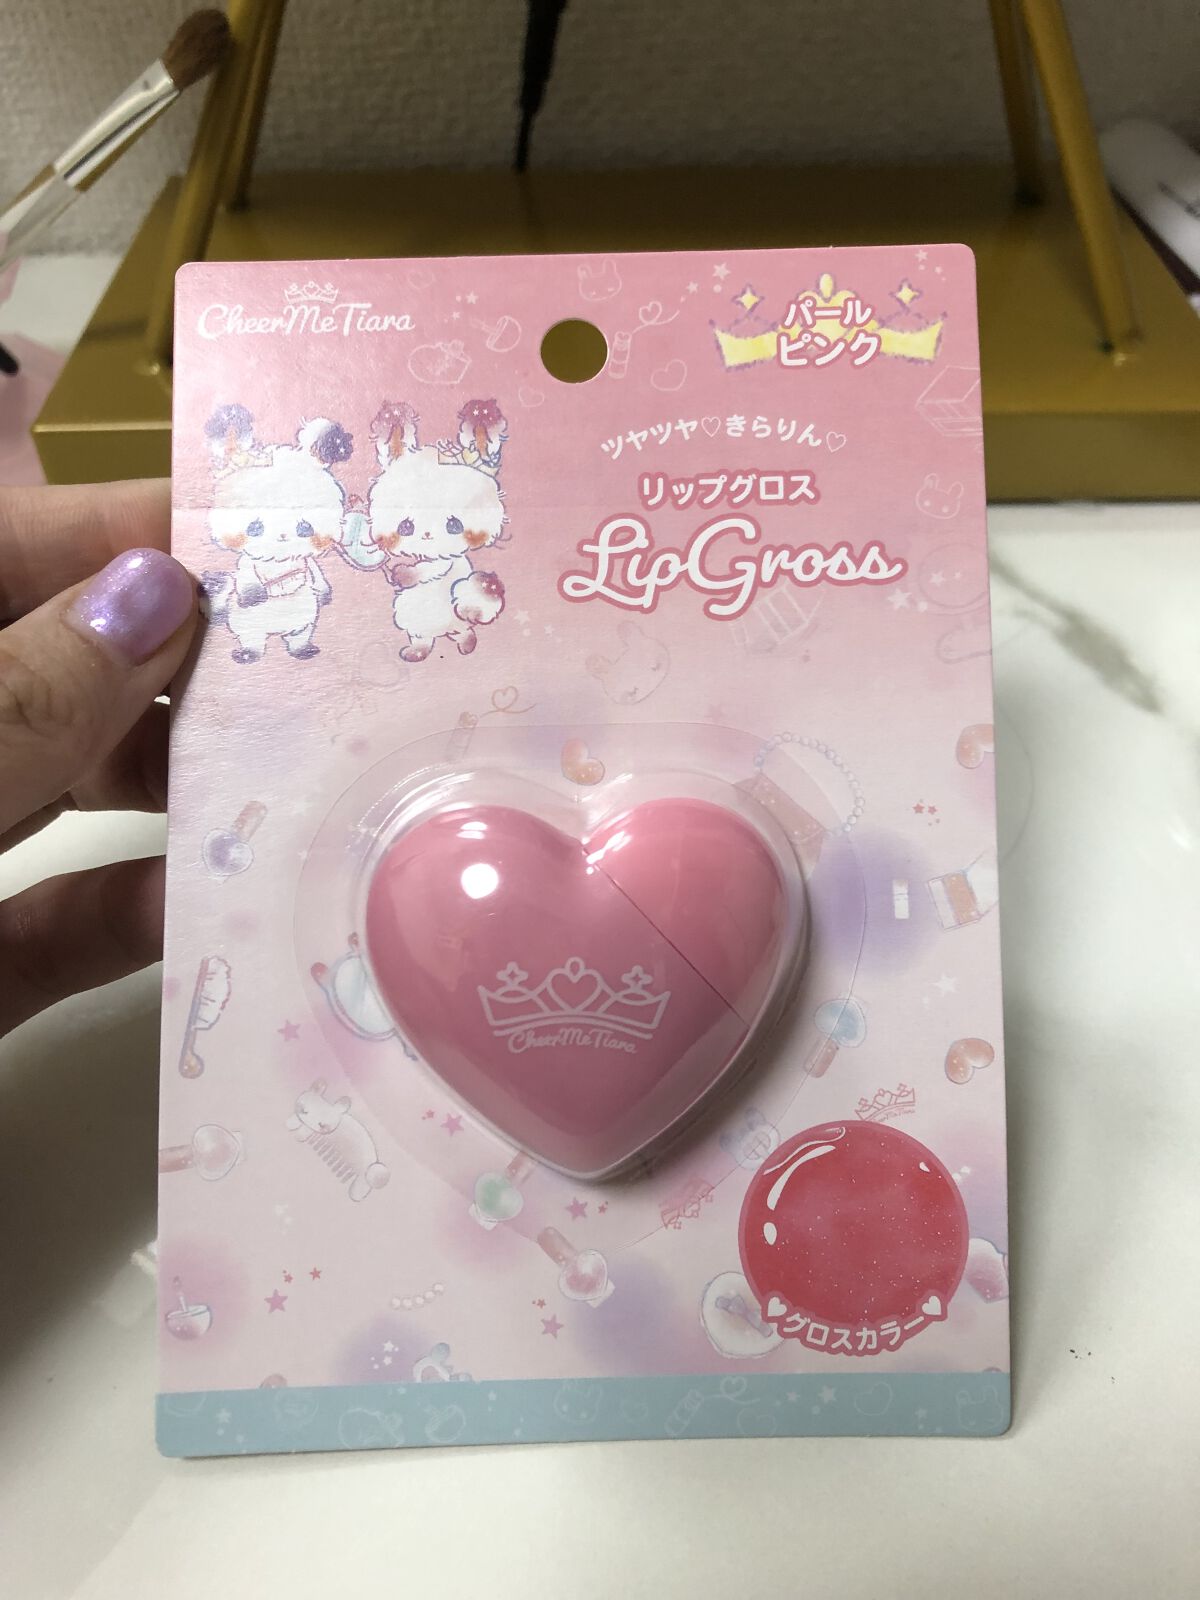 CheerMeTiara
パール
ピンク
ツヤツヤ♡きらりん♡
リップグロス
LipGross
CheerMeTiara
グロスカラー